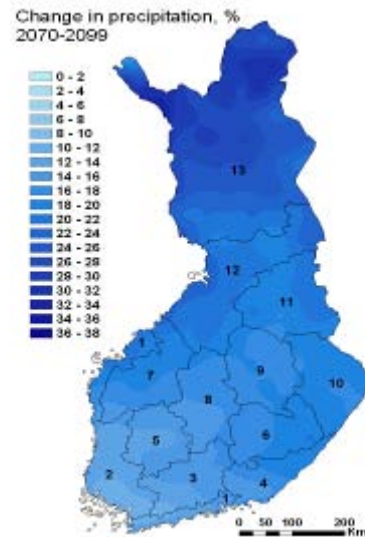 Change in precipitation, %
2070-2099
0 - 2
2 - 4
4 - 6
6 - 8
8 - 10
10 - 12
12 - 14
14 - 16
16 - 18
18 - 20
20 - 22
22 - 24
24 - 26
26 - 28
28 - 30
30 - 32
32 - 34
34 - 36
36 - 38
13
12
11
1
7
9
8
10
5
6
2
3
4
1
0 50 100 200
Km